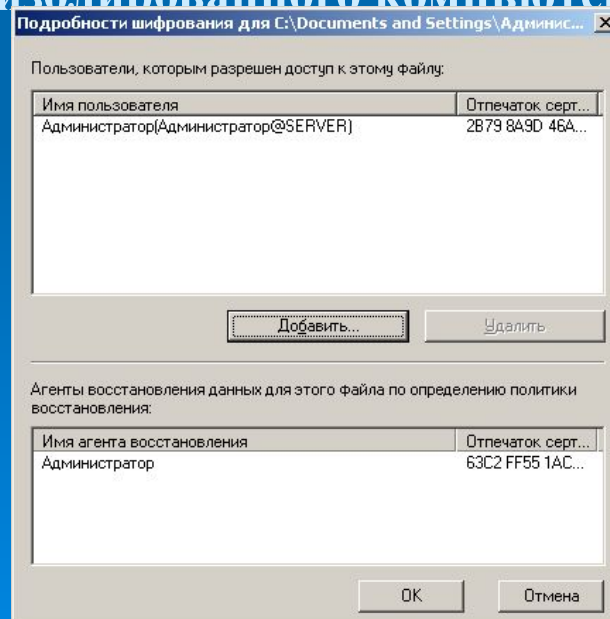 изолированного компьютера
Подробности шифрования для C:\Documents and Settings\Админис...
Пользователи, которым разрешен доступ к этому файлу:
Имя пользователя Отпечаток серт...
Администратор(Администратор@SERVER) 2B79 8A9D 46A...
Добавить... Удалить
Агенты восстановления данных для этого файла по определению политики
восстановления:
Имя агента восстановления Отпечаток серт...
Администратор 63C2 FF55 1AC...
OK Отмена